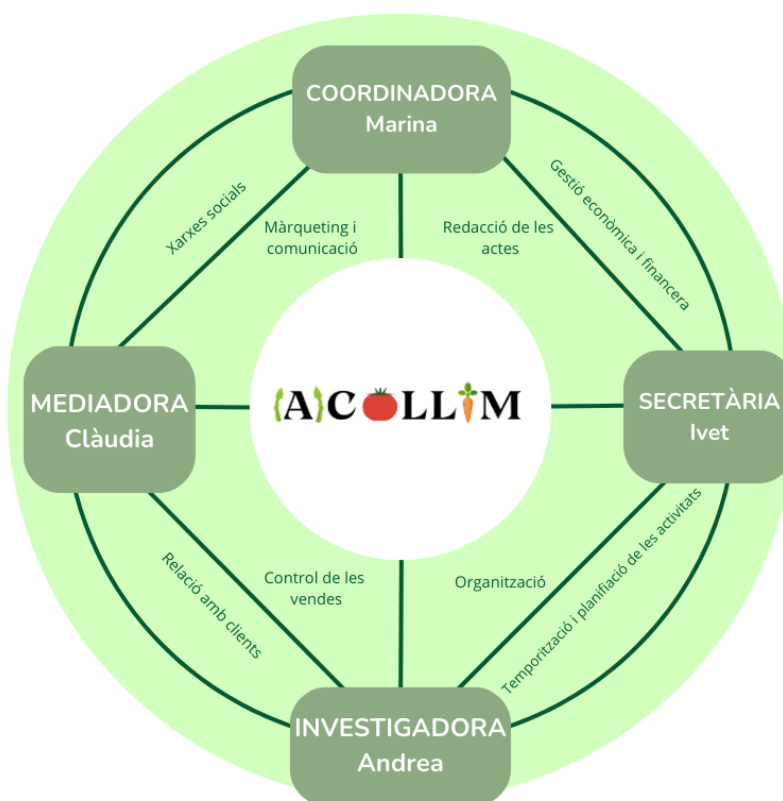 COORDINADORA
Marina
Xarxes socials
Màrqueting i
comunicació
Redacció de les
actes
Gestió econòmica i financera
MEDIADORA
Clàudia
(A)COLLIM
SECRETÀRIA
Ivet
Relació amb clients
Control de les
vendes
Organització
Temporització i planifiació de les activitats
INVESTIGADORA
Andrea